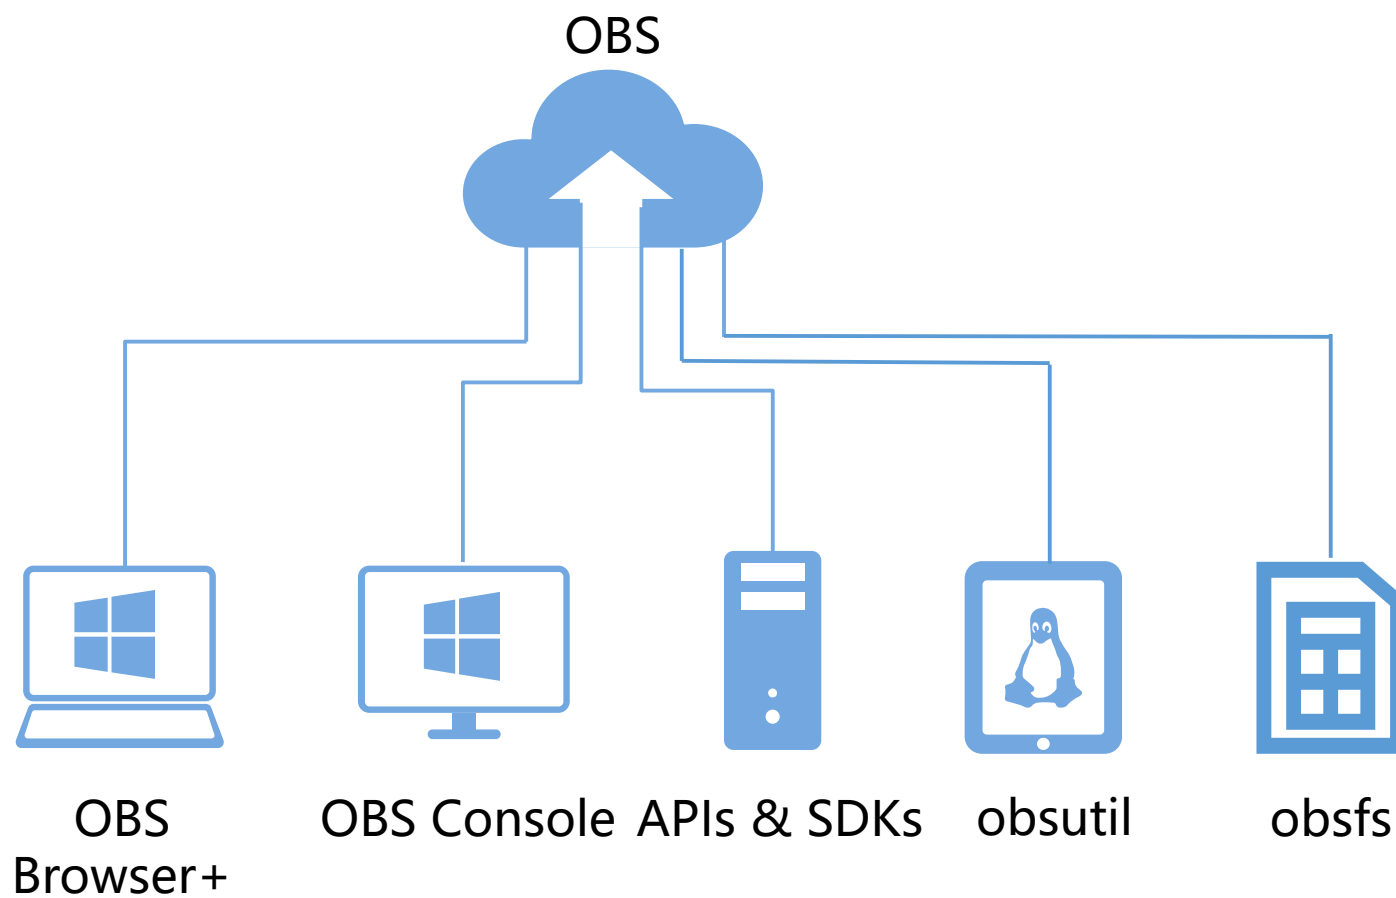 OBS
OBS
Browser+
OBS Console
APIs & SDKs
obsutil
obsfs